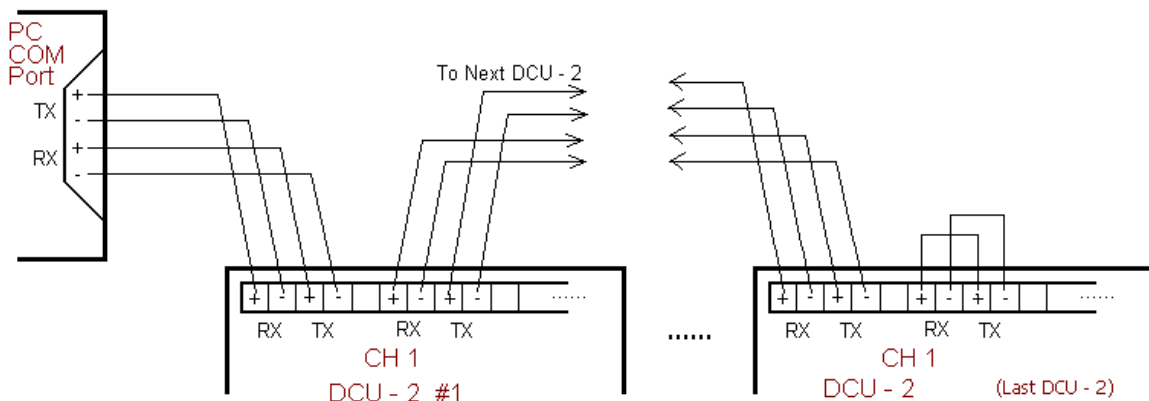 PC
COM
Port
TX
+
-
RX
+
-
To Next DCU - 2
+ - + -
+ - + -
......
RX TX
RX TX
CH 1
DCU - 2 #1
......
+ - + -
+ - + -
......
RX TX
RX TX
CH 1
DCU - 2
(Last DCU - 2)